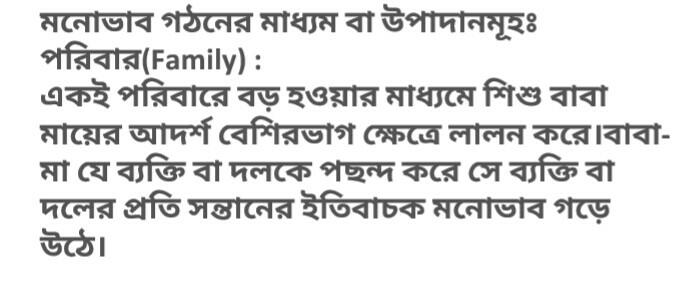 মনোভাব গঠনের মাধ্যম বা উপাদানমূহঃ
পরিবার(Family) :
একই পরিবারে বড় হওয়ার মাধ্যমে শিশু বাবা
মায়ের আদর্শ বেশিরভাগ ক্ষেত্রে লালন করে।বাবা-
মা যে ব্যক্তি বা দলকে পছন্দ করে সে ব্যক্তি বা
দলের প্রতি সন্তানের ইতিবাচক মনোভাব গড়ে
উঠে।